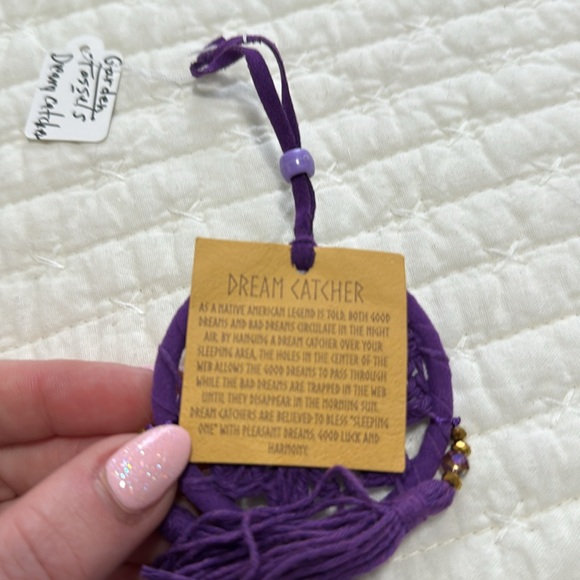 Garden
of Tossels
Dreamcatcher
DREAM CATCHER
AS A NATIVE AMERICAN LEGEND IS TOLD, BOTH GOOD
DREAMS AND BAD DREAMS CIRCULATE IN THE NIGHT
AIR. BY HANGING A DREAM CATCHER OVER YOUR
SLEEPING AREA, THE HOLES IN THE CENTER OF THE
WEB ALLOWS THE GOOD DREAMS TO PASS THROUGH
WHILE THE BAD DREAMS ARE TRAPPED IN THE WEB
UNTIL THEY DISAPPEAR IN THE MORNING SUN.
DREAM CATCHERS ARE BELIEVED TO BLESS "SLEEPING
ONE" WITH PLEASANT DREAMS, GOOD LUCK AND
HARMONY.